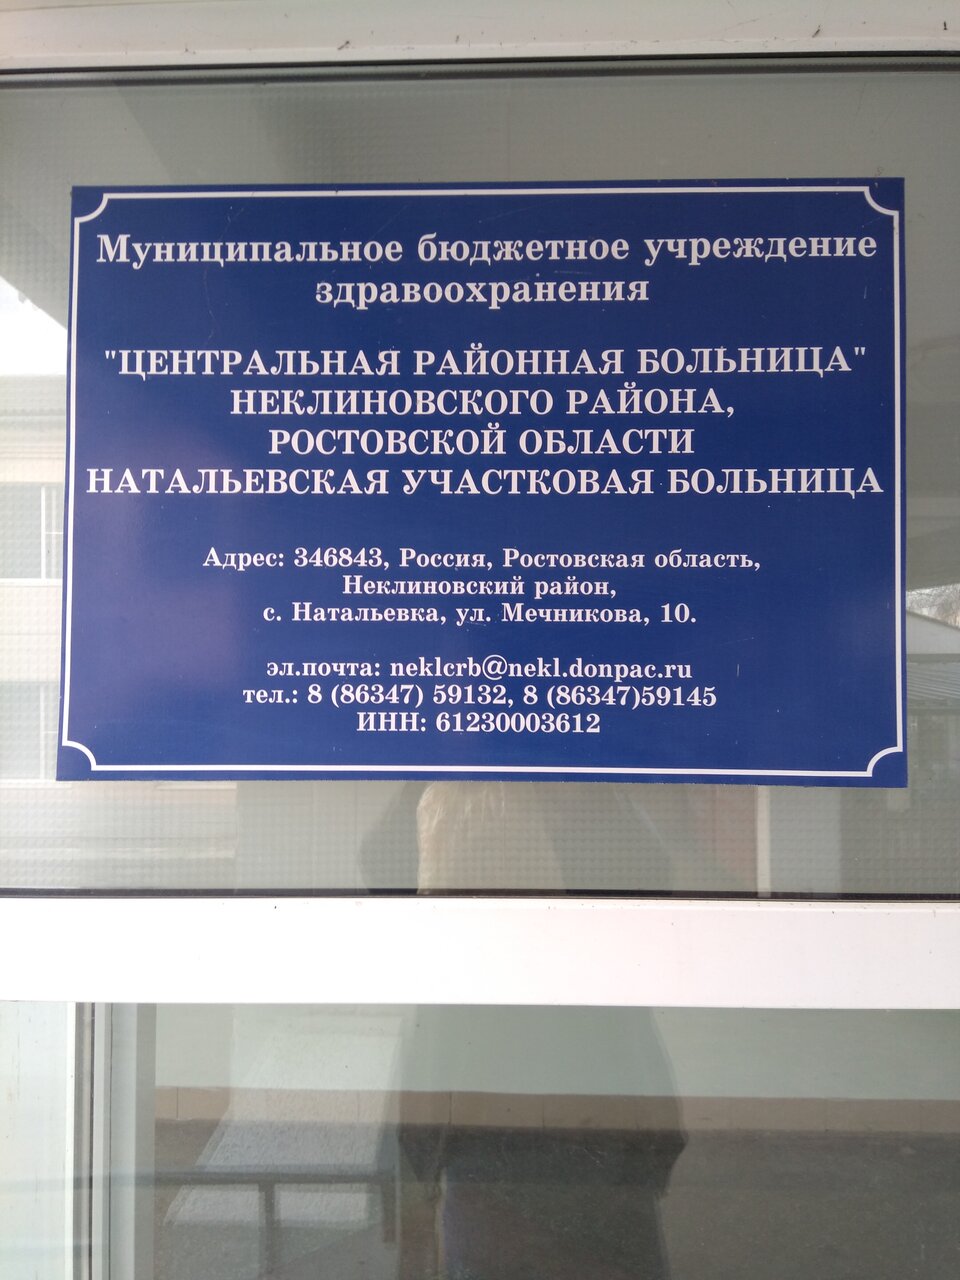 Муниципальное бюджетное учреждение
здравоохранения
"ЦЕНТРАЛЬНАЯ РАЙОННАЯ БОЛЬНИЦА"
НЕКЛИНОВСКОГО РАЙОНА,
РОСТОВСКОЙ ОБЛАСТИ
НАТАЛЬЕВСКАЯ УЧАСТКОВАЯ БОЛЬНИЦА
Адрес: 346843, Россия, Ростовская область,
Неклиновский район,
с. Натальевка, ул. Мечникова, 10.
эл.почта: neklcrb@nekl.donpac.ru
тел.: 8 (86347) 59132, 8 (86347)59145
ИНН: 61230003612